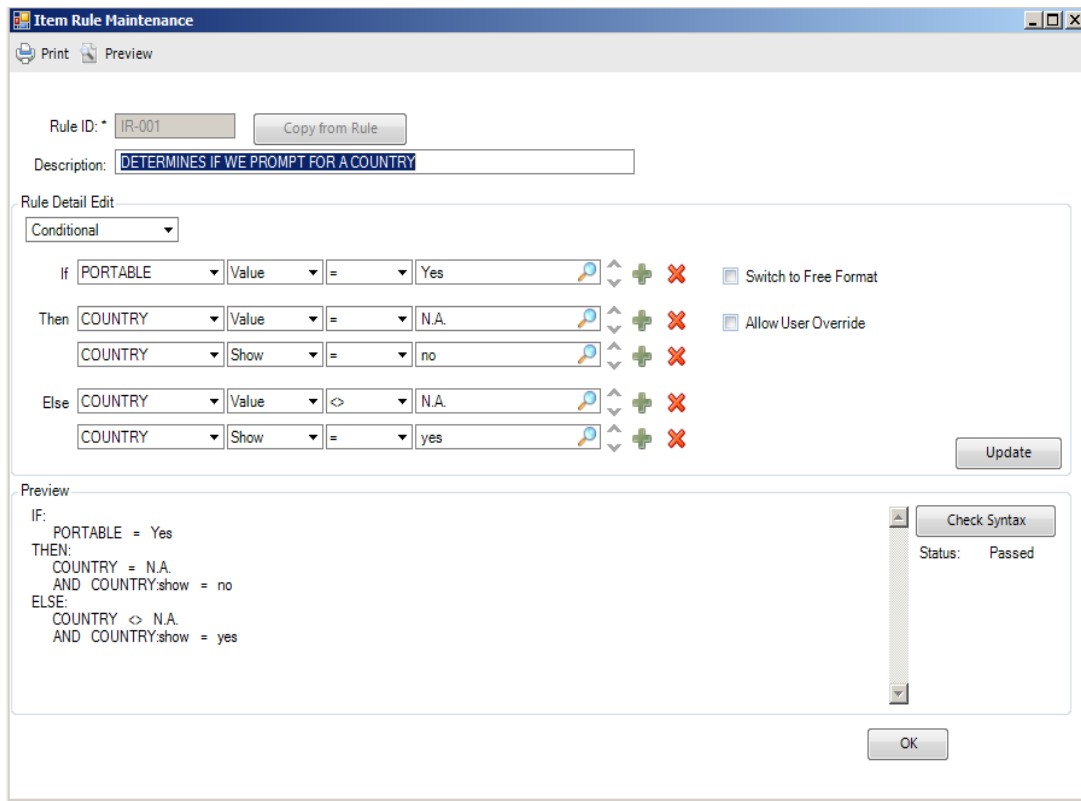 Item Rule Maintenance
Print Preview
Rule ID: * IR-001 Copy from Rule
Description: DETERMINES IF WE PROMPT FOR A COUNTRY
Rule Detail Edit
Conditional
If PORTABLE Value = Yes Switch to Free Format
Then COUNTRY Value = N.A. Allow User Override
COUNTRY Show = no
Else COUNTRY Value <> N.A.
COUNTRY Show = yes
Update
Preview
IF:
PORTABLE = Yes
THEN:
COUNTRY = N.A.
AND COUNTRY:show = no
ELSE:
COUNTRY <> N.A.
AND COUNTRY:show = yes
Check Syntax
Status: Passed
OK